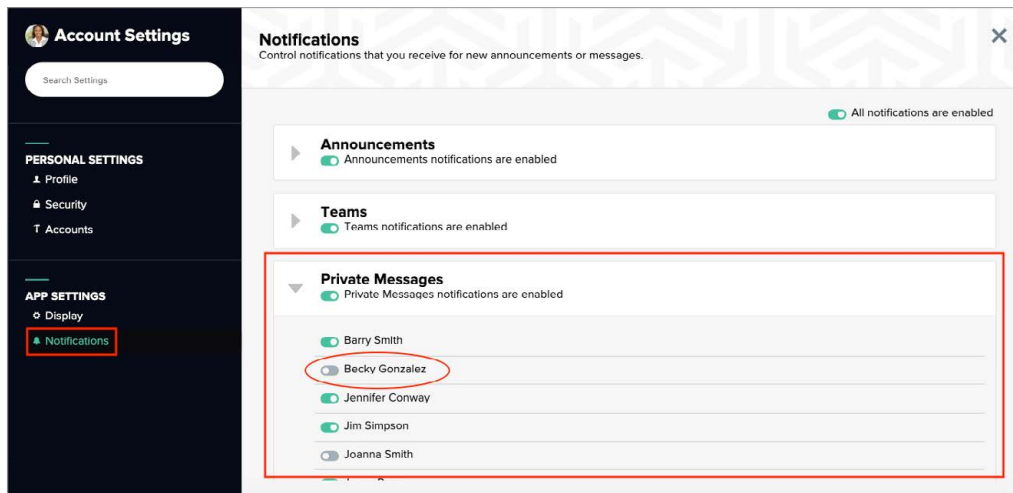 Account Settings
Search Settings
PERSONAL SETTINGS
Profile
Security
Accounts
APP SETTINGS
Display
Notifications
Notifications
Control notifications that you receive for new announcements or messages.
All notifications are enabled
Announcements
Announcements notifications are enabled
Teams
Teams notifications are enabled
Private Messages
Private Messages notifications are enabled
Barry Smith
Becky Gonzalez
Jennifer Conway
Jim Simpson
Joanna Smith